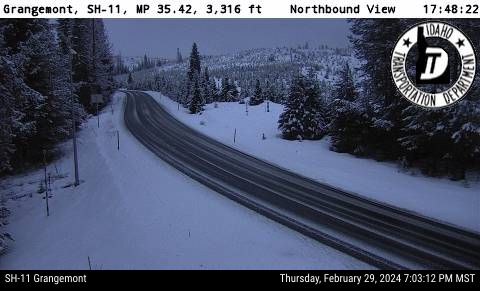 Grangemont, SH-11, MP 35.42, 3,316 ft Northbound View 17:48:22
IDAHO
TRANSPORTATION DEPARTMENT
SH-11 Grangemont Thursday, February 29, 2024 7:03:12 PM MST